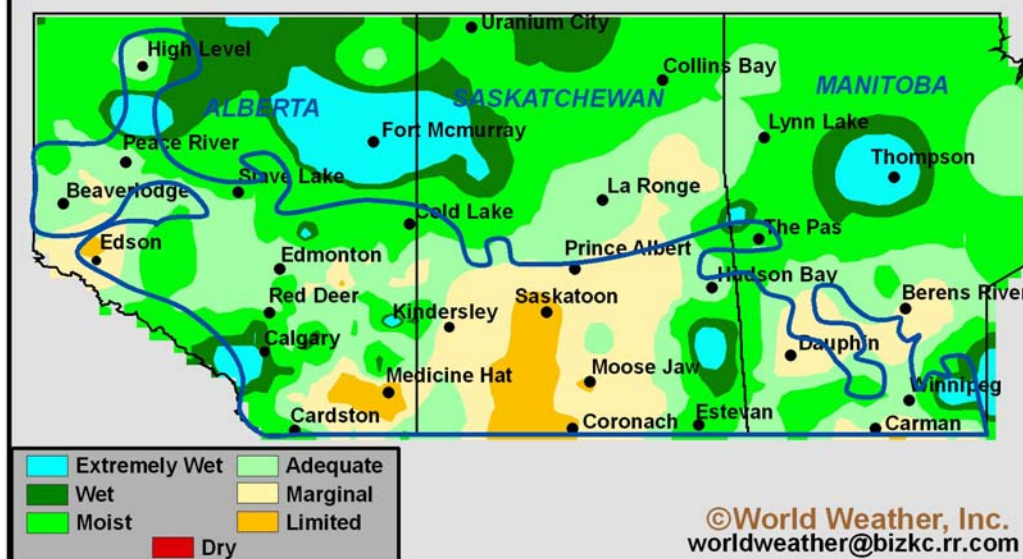 Uranium City
High Level
Collins Bay
ALBERTA
SASKATCHEWAN
MANITOBA
Fort Mcmurray
Lynn Lake
Peace River
Thompson
Slave Lake
Beaverlodge
La Ronge
Cold Lake
The Pas
Edson
Edmonton
Prince Albert
Hudson Bay
Red Deer
Saskatoon
Berens River
Kindersley
Calgary
Dauphin
Medicine Hat
Moose Jaw
Winnipeg
Cardston
Coronach
Estevan
Carman
Extremely Wet
Adequate
Wet
Marginal
Moist
Limited
Dry
©World Weather, Inc.
worldweather@bizkc.rr.com